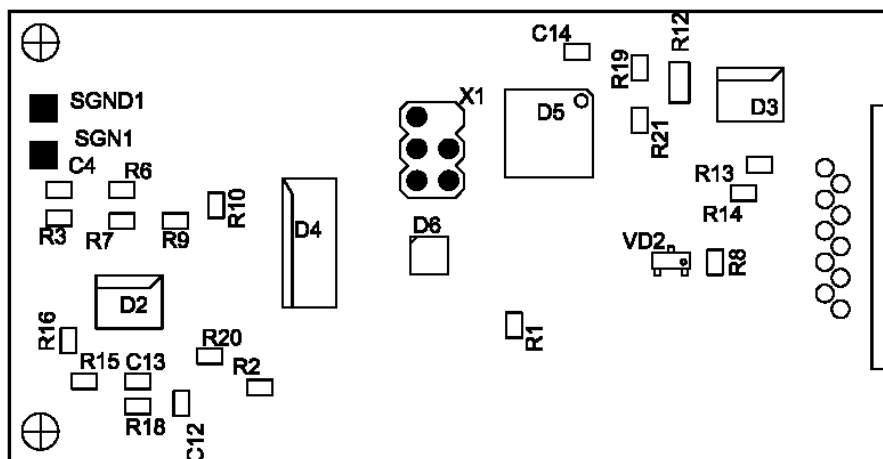 C14
R19
R12
SGND1
X1
D5
D3
SGN1
R21
C4
R6
R13
R10
R14
R3
R7
R9
D4
D6
VD2
R8
D2
R16
R20
R1
R15
C13
R2
R18
C12